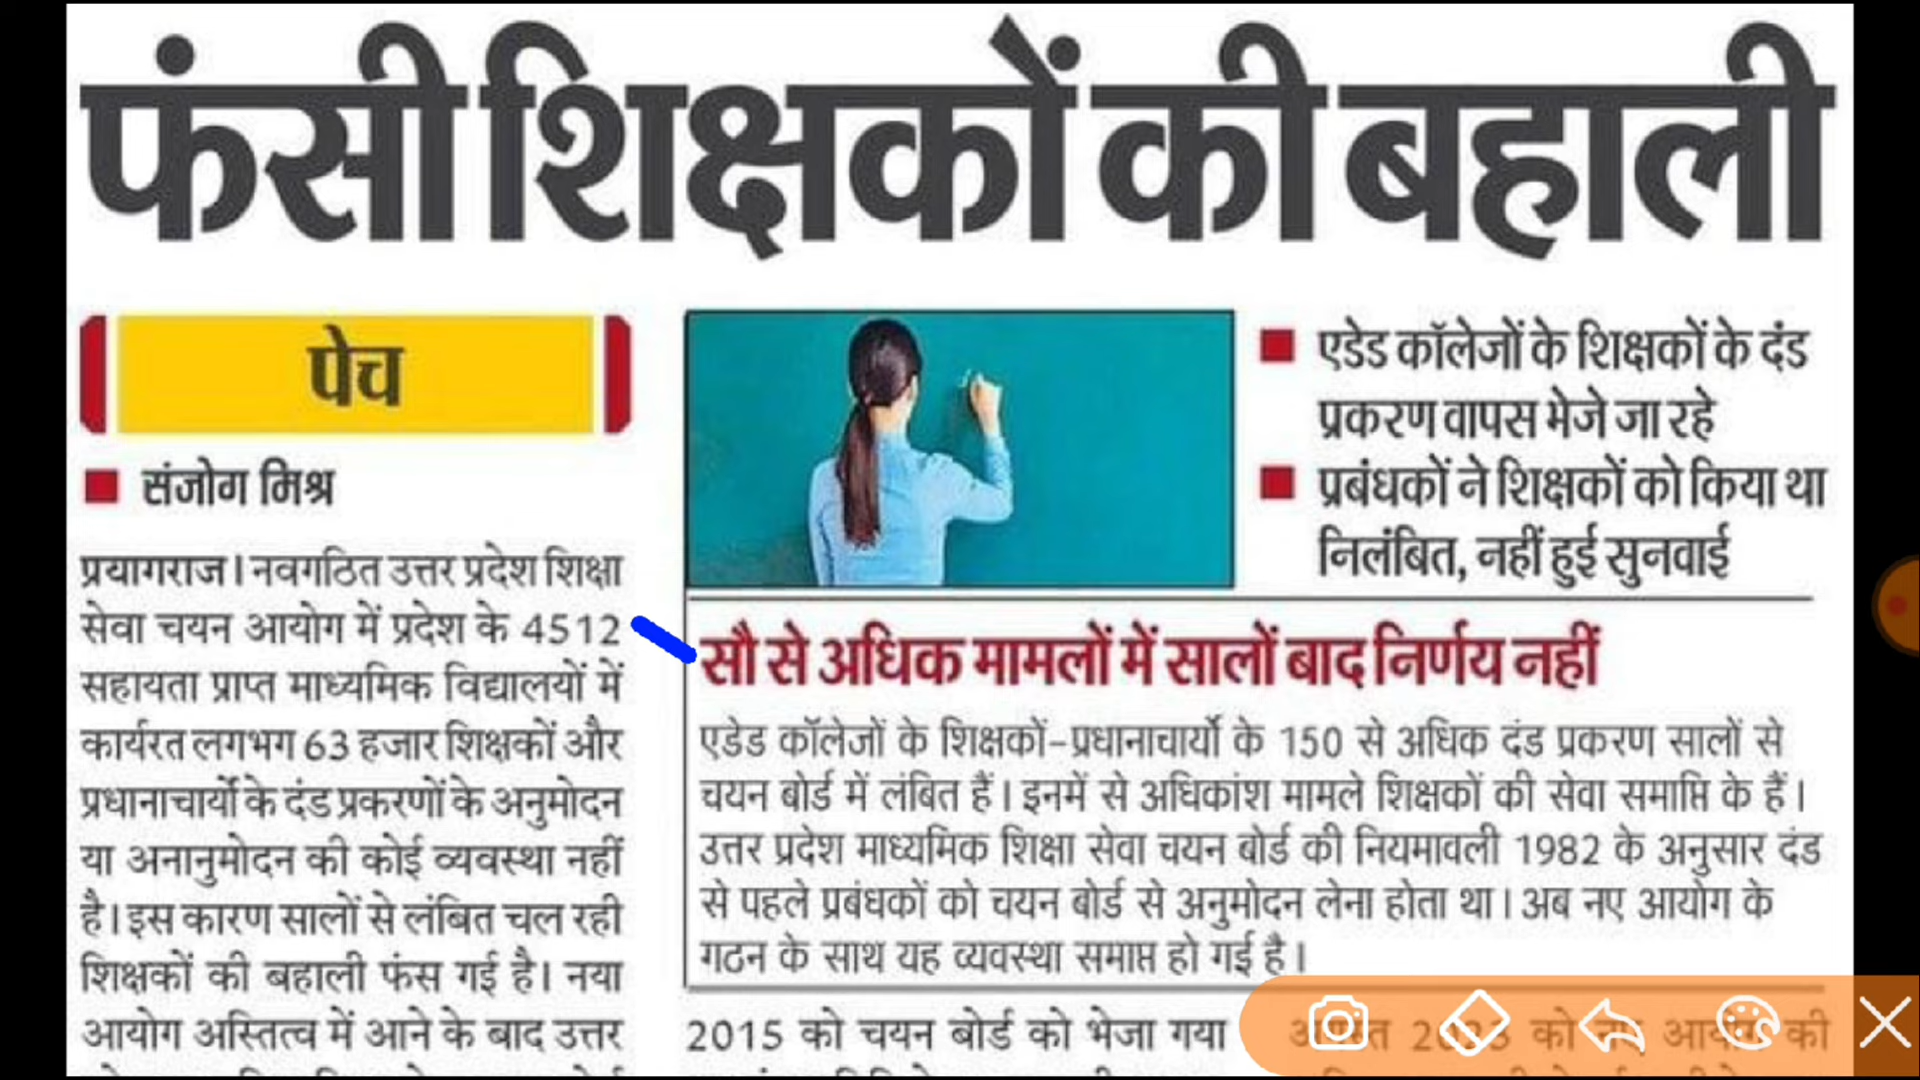 फंसी शिक्षकों की बहाली
पेच
संजोग मिश्र
प्रयागराज। नवगठित उत्तर प्रदेश शिक्षा
सेवा चयन आयोग में प्रदेश के 4512
सहायता प्राप्त माध्यमिक विद्यालयों में
कार्यरत लगभग 63 हजार शिक्षकों और
प्रधानाचार्यों के दंड प्रकरणों के अनुमोदन
या अनानुमोदन की कोई व्यवस्था नहीं
है। इस कारण सालों से लंबित चल रही
शिक्षकों की बहाली फंस गई है। नया
आयोग अस्तित्व में आने के बाद उत्तर
एडेड कॉलेजों के शिक्षकों के दंड
प्रकरण वापस भेजे जा रहे
प्रबंधकों ने शिक्षकों को किया था
निलंबित, नहीं हुई सुनवाई
सौ से अधिक मामलों में सालों बाद निर्णय नहीं
एडेड कॉलेजों के शिक्षकों-प्रधानाचार्यों के 150 से अधिक दंड प्रकरण सालों से
चयन बोर्ड में लंबित हैं। इनमें से अधिकांश मामले शिक्षकों की सेवा समाप्ति के हैं।
उत्तर प्रदेश माध्यमिक शिक्षा सेवा चयन बोर्ड की नियमावली 1982 के अनुसार दंड
से पहले प्रबंधकों को चयन बोर्ड से अनुमोदन लेना होता था। अब नए आयोग के
गठन के साथ यह व्यवस्था समाप्त हो गई है।
2015 को चयन बोर्ड को भेजा गया
को आयोग की